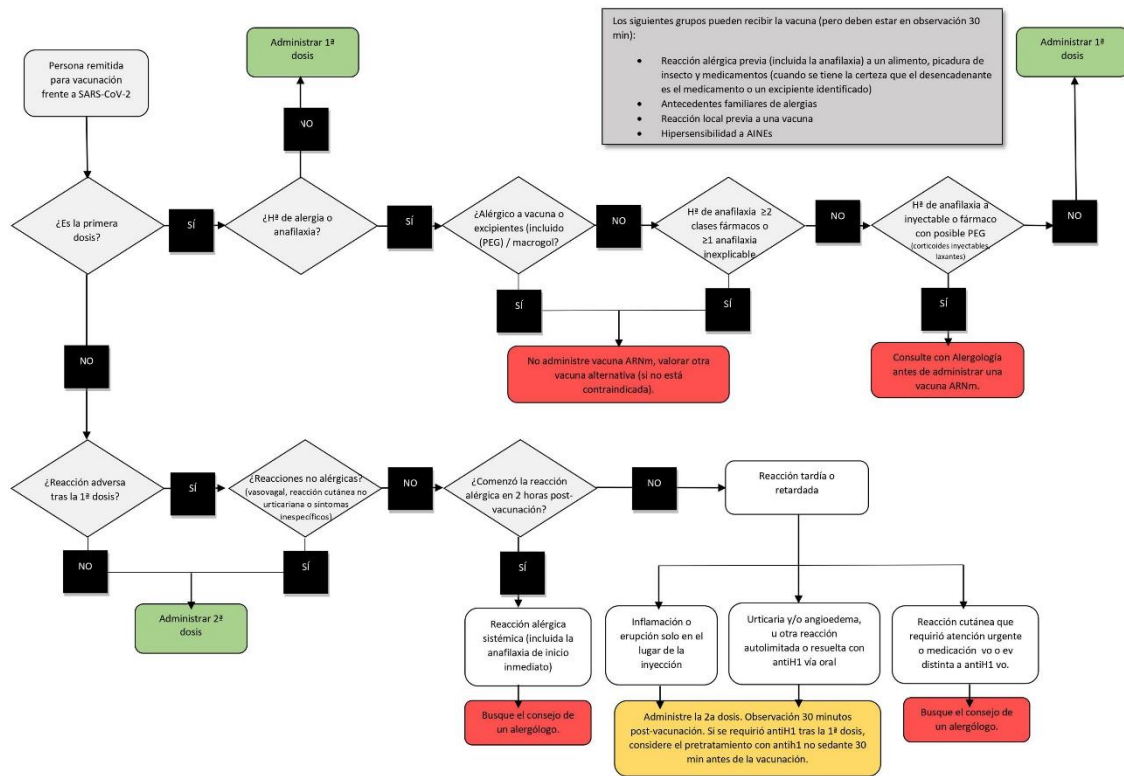 Persona remitida
para vacunación
frente a SARS-CoV-2
Administrar 1ª
dosis
Los siguientes grupos pueden recibir la vacuna (pero deben estar en observación 30
min):
• Reacción alérgica previa (incluida la anafilaxia) a un alimento, picadura de
insecto y medicamentos (cuando se tiene la certeza que el desencadenante
es el medicamento o un excipiente identificado)
• Antecedentes familiares de alergias
• Reacción local previa a una vacuna
• Hipersensibilidad a AINEs
Administrar 1ª
dosis
NO
¿Es la primera
dosis?
SÍ
¿Hª de alergia o
anafilaxia?
SÍ
¿Alérgico a vacuna o
excipientes (incluido
(PEG) / macrogol?
NO
Hª de anafilaxia ≥2
clases fármacos o
≥1 anafilaxia
inexplicable
NO
Hª de anafilaxia a
inyectable o fármaco
con posible PEG
(corticoides inyectables,
laxantes)
NO
SÍ
SÍ
SÍ
NO
No administre vacuna ARNm, valorar otra
vacuna alternativa (si no está
contraindicada).
Consulte con Alergología
antes de administrar una
vacuna ARNm.
¿Reacción adversa
tras la 1ª dosis?
SÍ
¿Reacciones no alérgicas?
(vasovagal, reacción cutánea no
urticariana o síntomas
inespecíficos)
NO
¿Comenzó la reacción
alérgica en 2 horas post-
vacunación?
NO
Reacción tardía o
retardada
NO
SÍ
SÍ
Administrar 2ª
dosis
Reacción alérgica
sistémica (incluida la
anafilaxia de inicio
inmediato)
Inflamación o
erupción solo en el
lugar de la
inyección
Urticaria y/o angioedema,
u otra reacción
autolimitada o resuelta con
antiH1 vía oral
Reacción cutánea que
requirió atención urgente
o medicación vo o ev
distinta a antiH1 vo.
Busque el consejo de
un alergólogo.
Administre la 2a dosis. Observación 30 minutos
post-vacunación. Si se requirió antiH1 tras la 1ª dosis,
considere el pretratamiento con antih1 no sedante 30
min antes de la vacunación.
Busque el consejo de
un alergólogo.